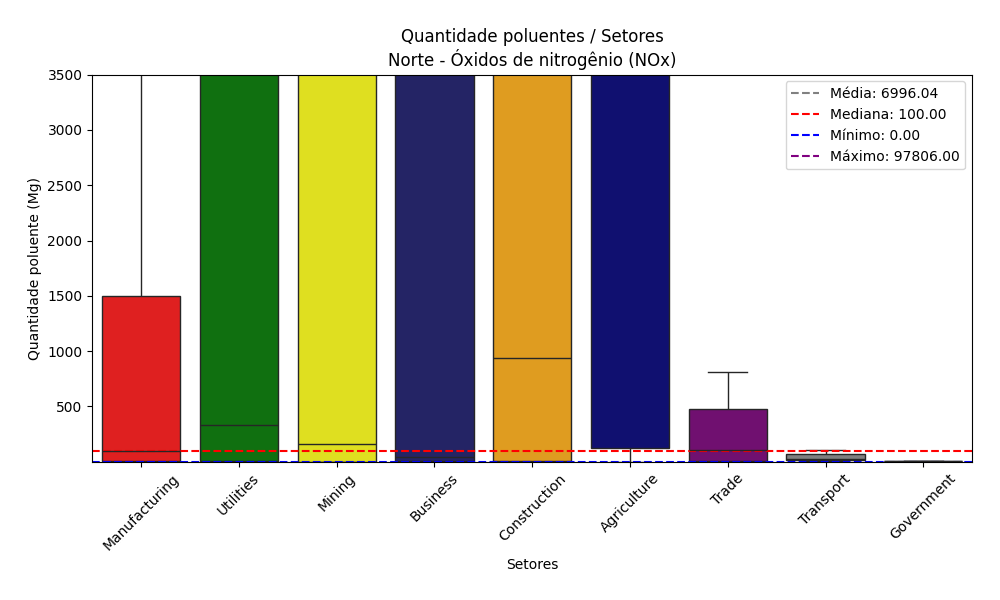 Quantidade poluentes / Setores
Norte - Óxidos de nitrogênio (NOx)
Média: 6996.04
Mediana: 100.00
Mínimo: 0.00
Máximo: 97806.00
Quantidade poluente (Mg)
3500
3000
2500
2000
1500
1000
500
Manufacturing
Utilities
Mining
Business
Construction
Agriculture
Trade
Transport
Government
Setores